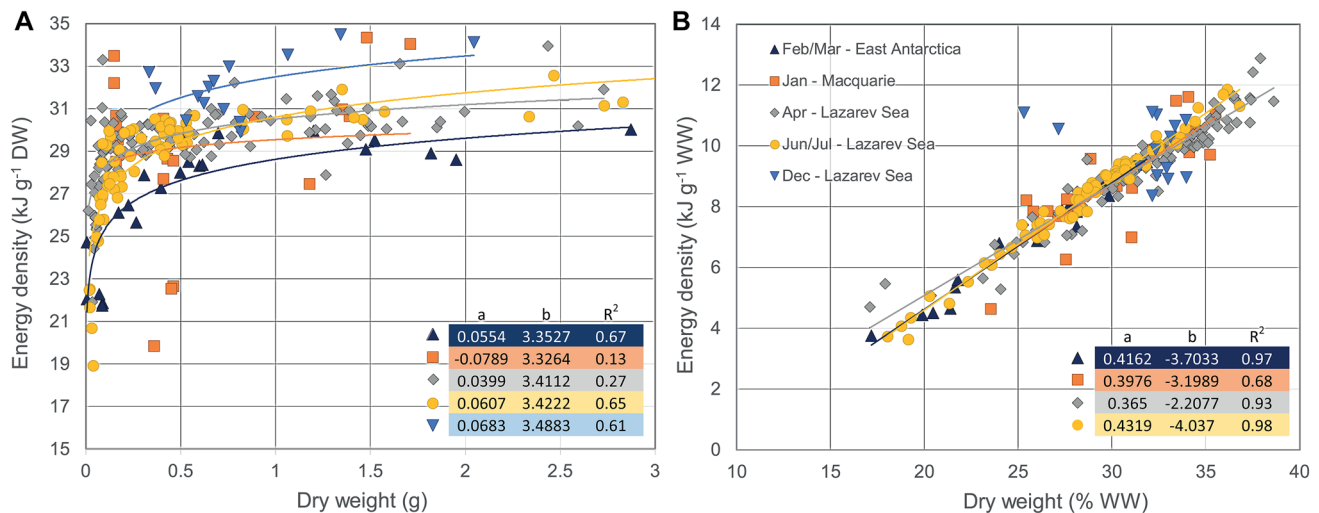 A
Energy density (kJ g-1 DW)
35
33
31
29
27
25
23
21
19
17
15
a b R2
0.0554 3.3527 0.67
-0.0789 3.3264 0.13
0.0399 3.4112 0.27
0.0607 3.4222 0.65
0.0683 3.4883 0.61
0 0.5 1 1.5 2 2.5 3
Dry weight (g)
B
Energy density (kJ g-1 WW)
14
12
10
8
6
4
2
0
Feb/Mar - East Antarctica
Jan - Macquarie
Apr - Lazarev Sea
Jun/Jul - Lazarev Sea
Dec - Lazarev Sea
a b R2
0.4162 -3.7033 0.97
0.3976 -3.1989 0.68
0.365 -2.2077 0.93
0.4319 -4.037 0.98
10 15 20 25 30 35 40
Dry weight (% WW)